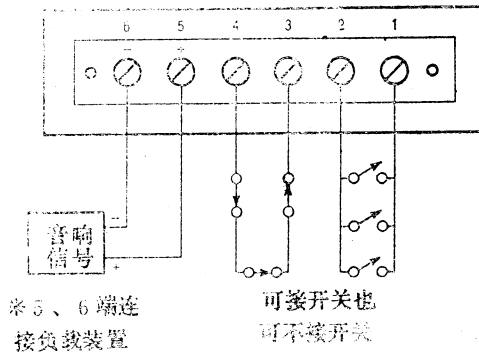 6 5 4 3 2 1
− +
−
音响
信号
+
※5、6端连
接负载装置
可接开关也
可不接开关